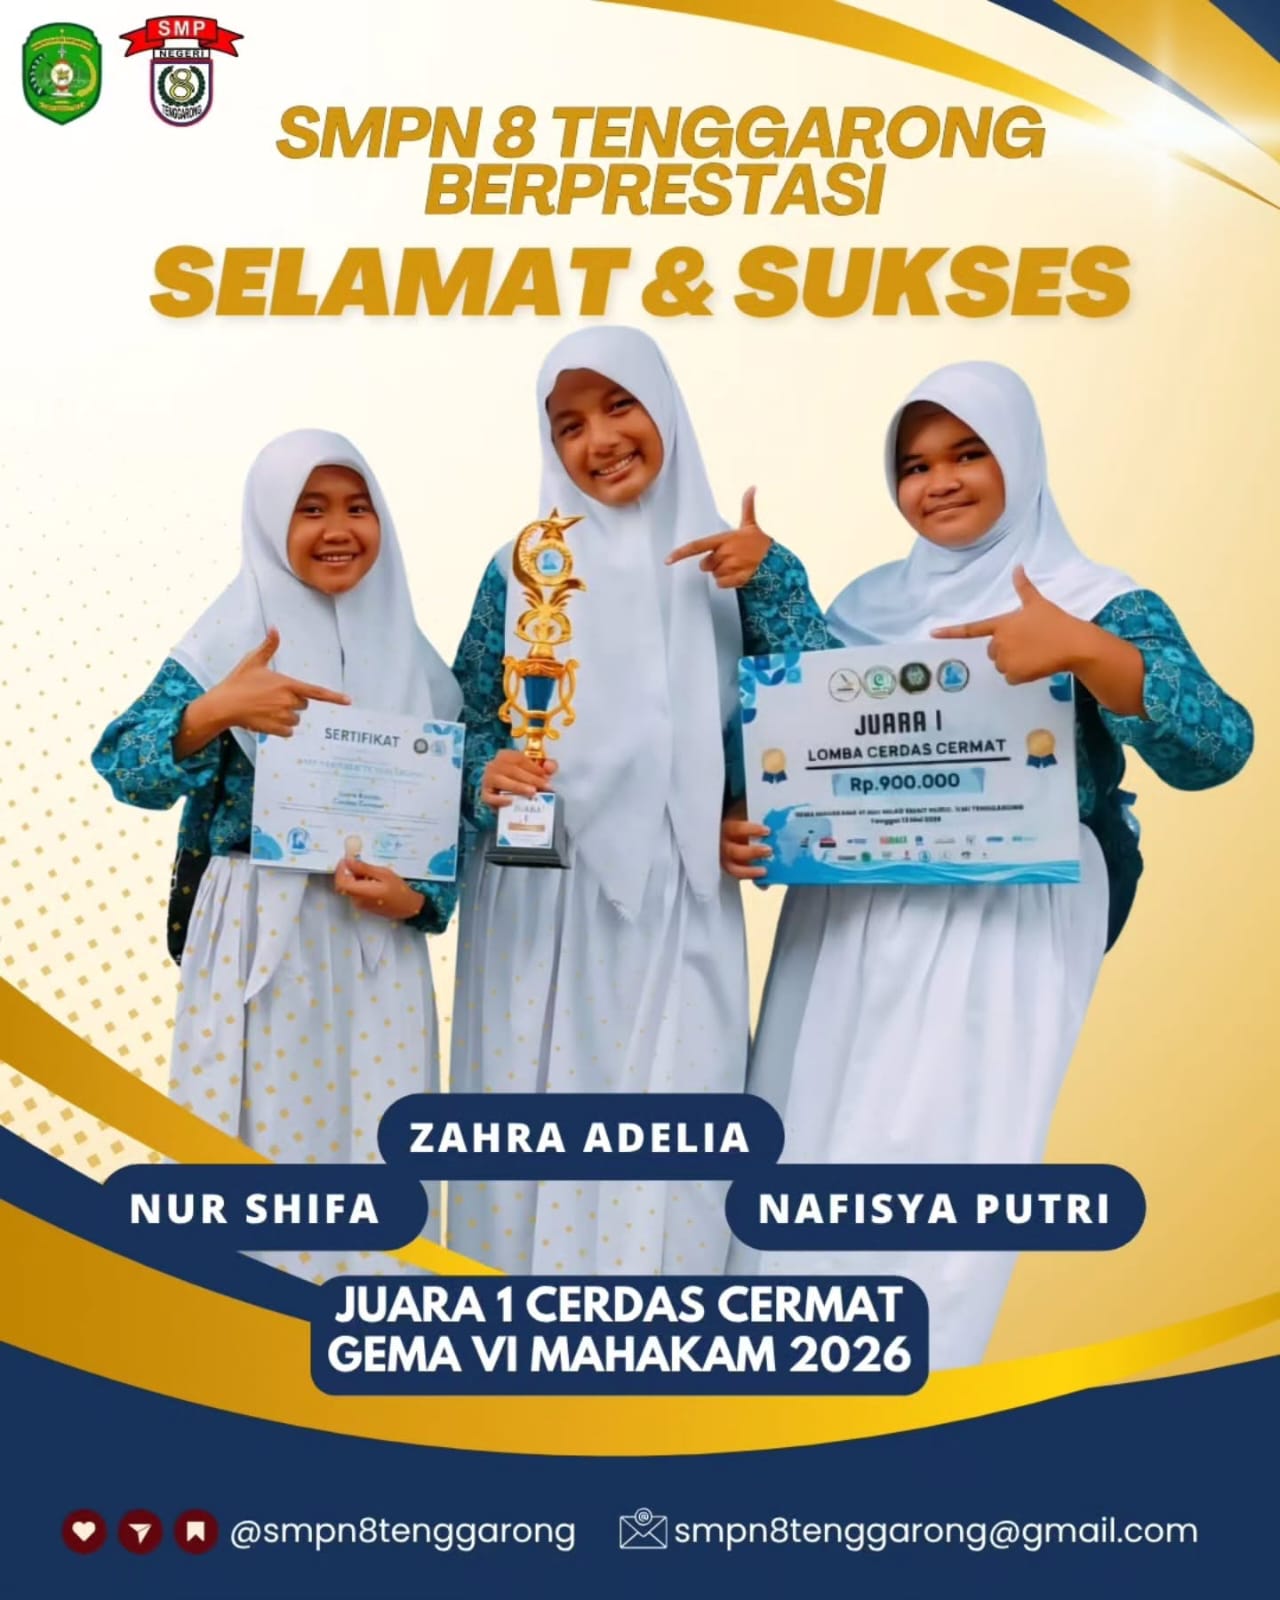 SMP
NEGERI
8
TENGGARONG
SMPN 8 TENGGARONG
BERPRESTASI
SELAMAT & SUKSES
SERTIFIKAT
JUARA I
LOMBA CERDAS CERMAT
Rp.900.000
JUARA
ZAHRA ADELIA
NUR SHIFA
NAFISYA PUTRI
JUARA 1 CERDAS CERMAT
GEMA VI MAHAKAM 2026
@smpn8tenggarong
smpn8tenggarong@gmail.com